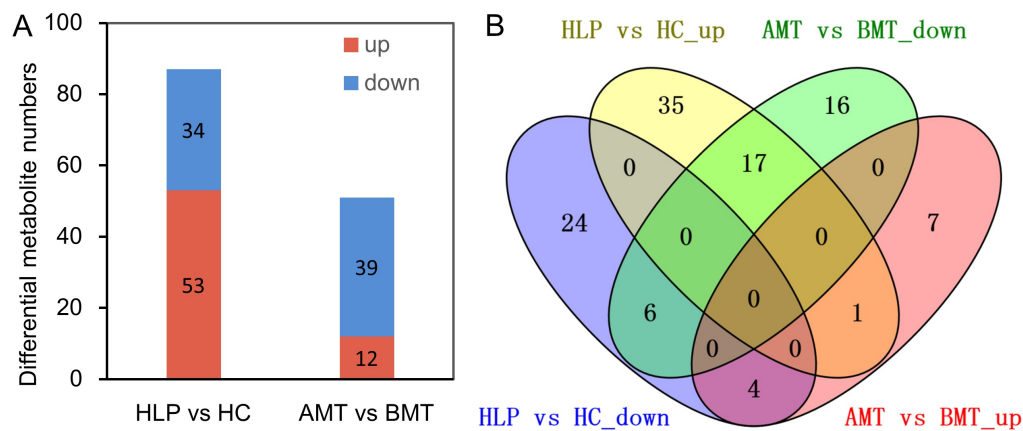 A
Differential metabolite numbers
100
80
60
40
20
0
up
down
34
53
39
12
HLP vs HC
AMT vs BMT
B
HLP vs HC_up
AMT vs BMT_down
35
16
0
17
0
24
0
0
7
6
0
1
0
0
4
HLP vs HC_down
AMT vs BMT_up